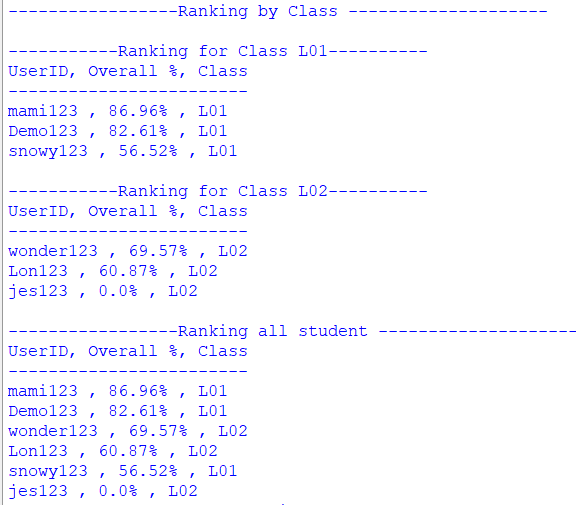 -----------------Ranking by Class --------------------
-----------Ranking for Class L01----------
UserID, Overall %, Class
------------------------
mami123 , 86.96% , L01
Demo123 , 82.61% , L01
snowy123 , 56.52% , L01
-----------Ranking for Class L02----------
UserID, Overall %, Class
------------------------
wonder123 , 69.57% , L02
Lon123 , 60.87% , L02
jes123 , 0.0% , L02
-----------------Ranking all student --------------------
UserID, Overall %, Class
------------------------
mami123 , 86.96% , L01
Demo123 , 82.61% , L01
wonder123 , 69.57% , L02
Lon123 , 60.87% , L02
snowy123 , 56.52% , L01
jes123 , 0.0% , L02